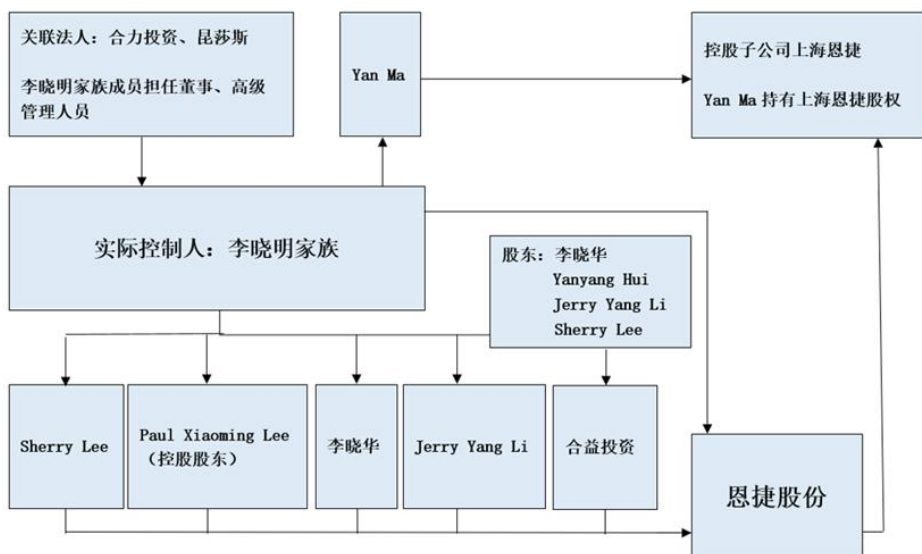 关联法人：合力投资、昆莎斯
李晓明家族成员担任董事、高级
管理人员
Yan Ma
控股子公司上海恩捷
Yan Ma 持有上海恩捷股权
实际控制人：李晓明家族
股东：李晓华
Yanyang Hui
Jerry Yang Li
Sherry Lee
Sherry Lee
Paul Xiaoming Lee
（控股股东）
李晓华
Jerry Yang Li
合益投资
恩捷股份